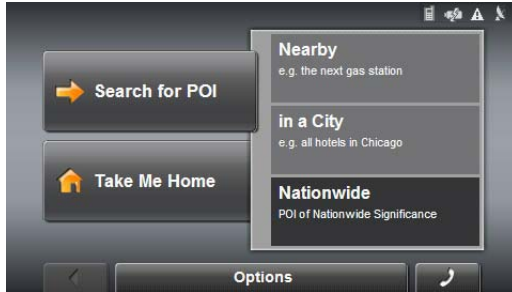 Search for POI
Take Me Home
Nearby
e.g. the next gas station
in a City
e.g. all hotels in Chicago
Nationwide
POI of Nationwide Significance
Options